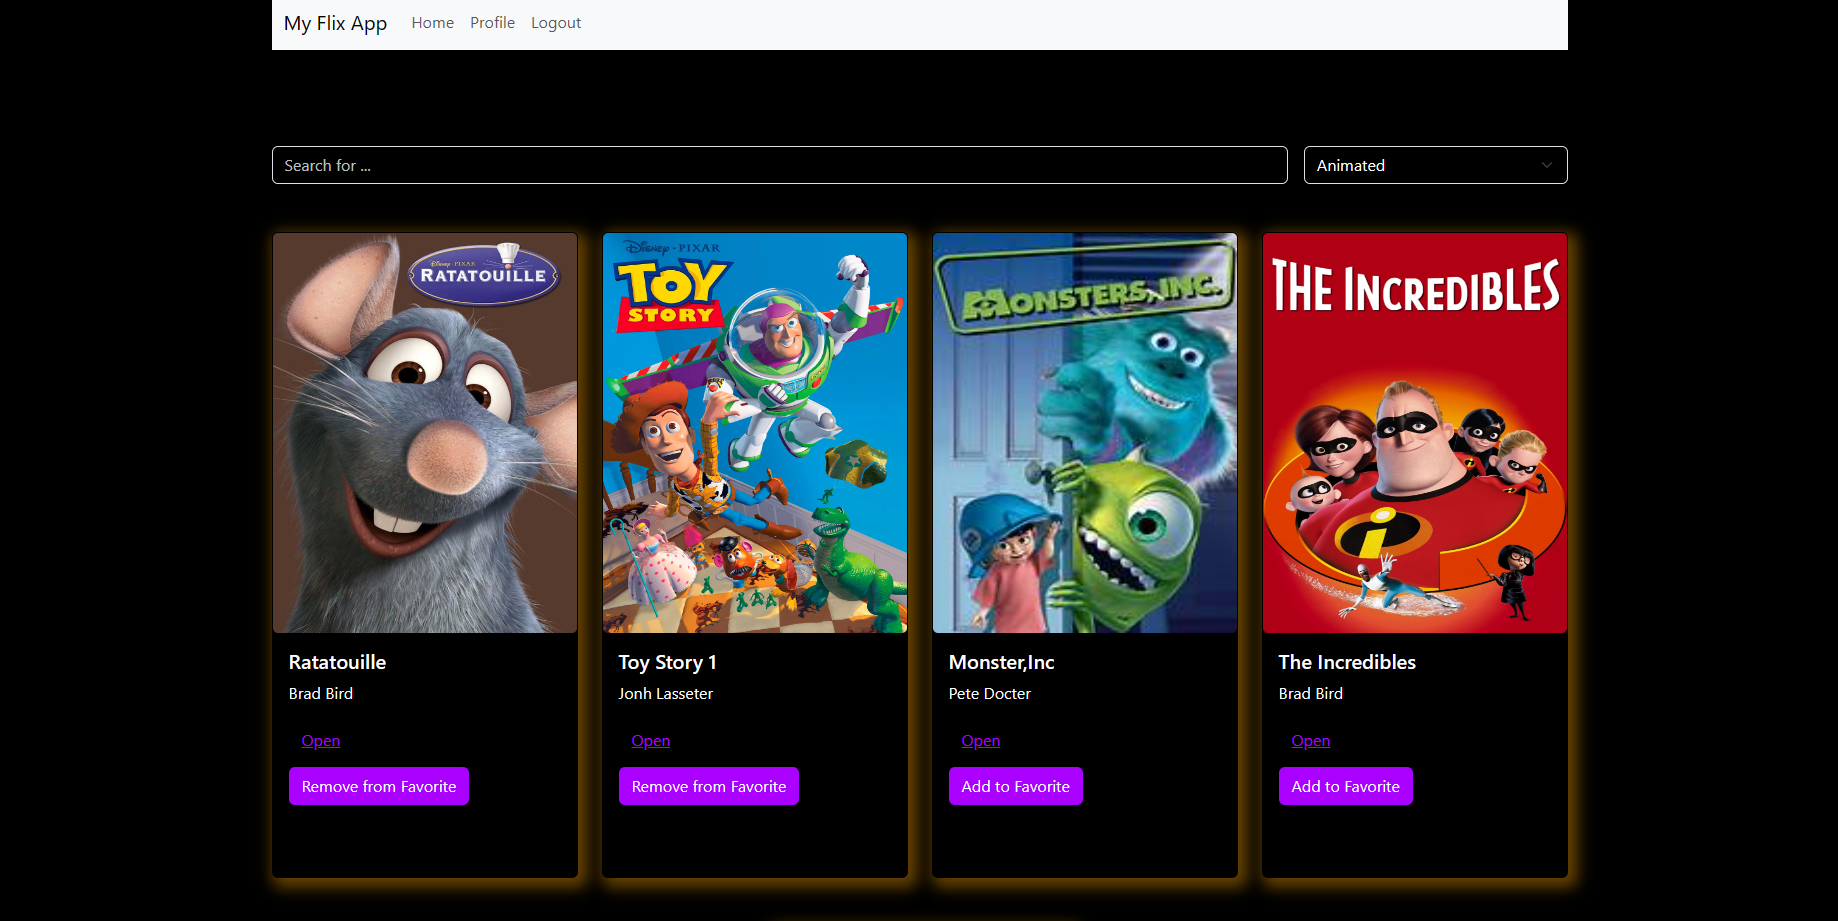 My Flix App Home Profile Logout
Search for ...
Animated
Disney · PIXAR
RATATOUILLE
Disney · PIXAR
TOY
STORY
MONSTERS, INC.
THE INCREDIBLES
i
Ratatouille
Brad Bird
Open
Remove from Favorite
Toy Story 1
Jonh Lasseter
Open
Remove from Favorite
Monster,Inc
Pete Docter
Open
Add to Favorite
The Incredibles
Brad Bird
Open
Add to Favorite